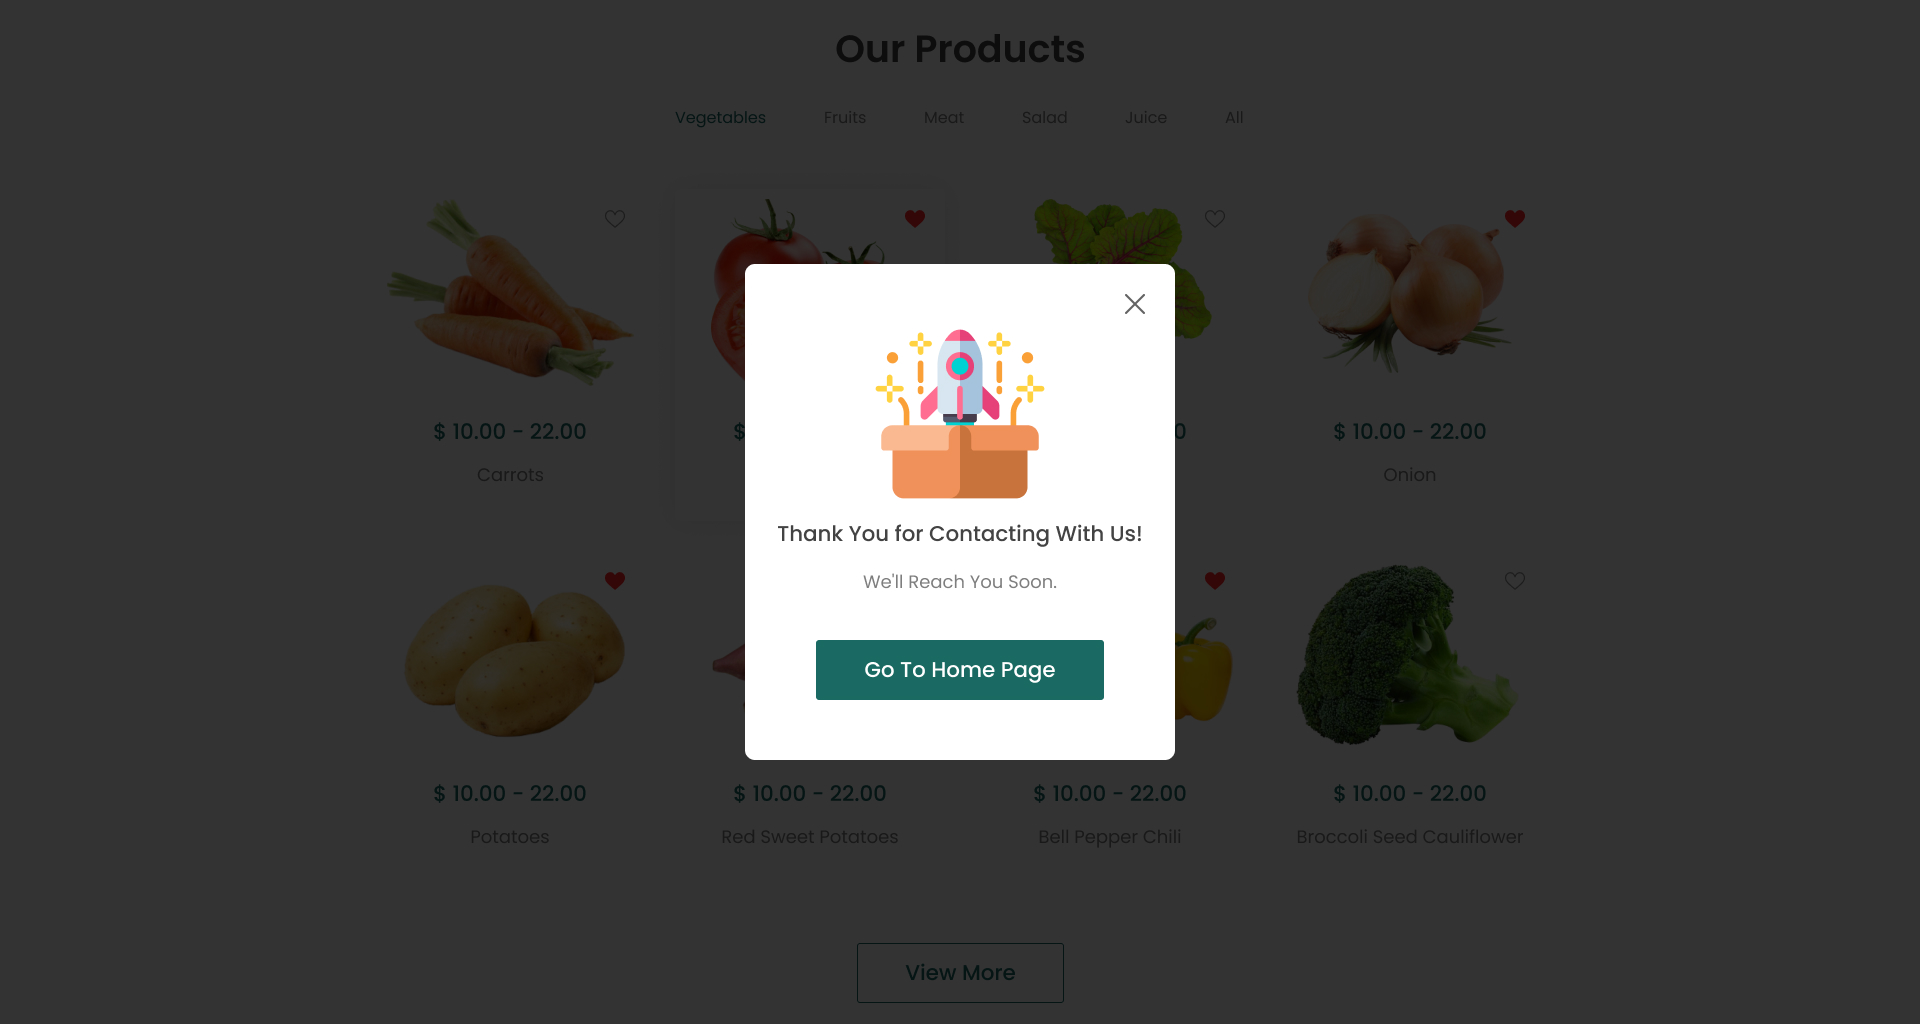 Our Products
Vegetables Fruits Meat Salad Juice All
$ 10.00 - 22.00 $ 0 $ 10.00 - 22.00
Carrots Onion
Thank You for Contacting With Us!
We'll Reach You Soon.
Go To Home Page
$ 10.00 - 22.00 $ 10.00 - 22.00 $ 10.00 - 22.00 $ 10.00 - 22.00
Potatoes Red Sweet Potatoes Bell Pepper Chili Broccoli Seed Cauliflower
View More